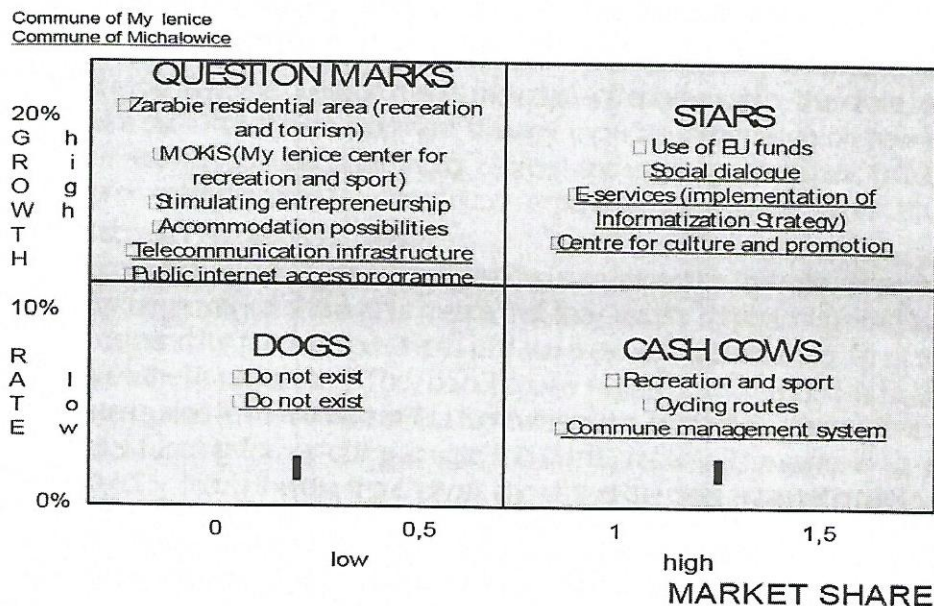 Commune of My lenice
Commune of Michalowice
QUESTION MARKS
□Zarabie residential area (recreation
and tourism)
□MOKiS(My lenice center for
recreation and sport)
□Stimulating entrepreneurship
□Accommodation possibilities
□Telecommunication infrastructure
□Public internet access programme
STARS
□Use of EU funds
□Social dialogue
□E-services (implementation of
Informatization Strategy)
□Centre for culture and promotion
DOGS
□Do not exist
□Do not exist
CASH COWS
□Recreation and sport
□Cycling routes
□Commune management system
20%
GROWTH
high
10%
RATE
low
0%
0 0,5 1 1,5
low high
MARKET SHARE